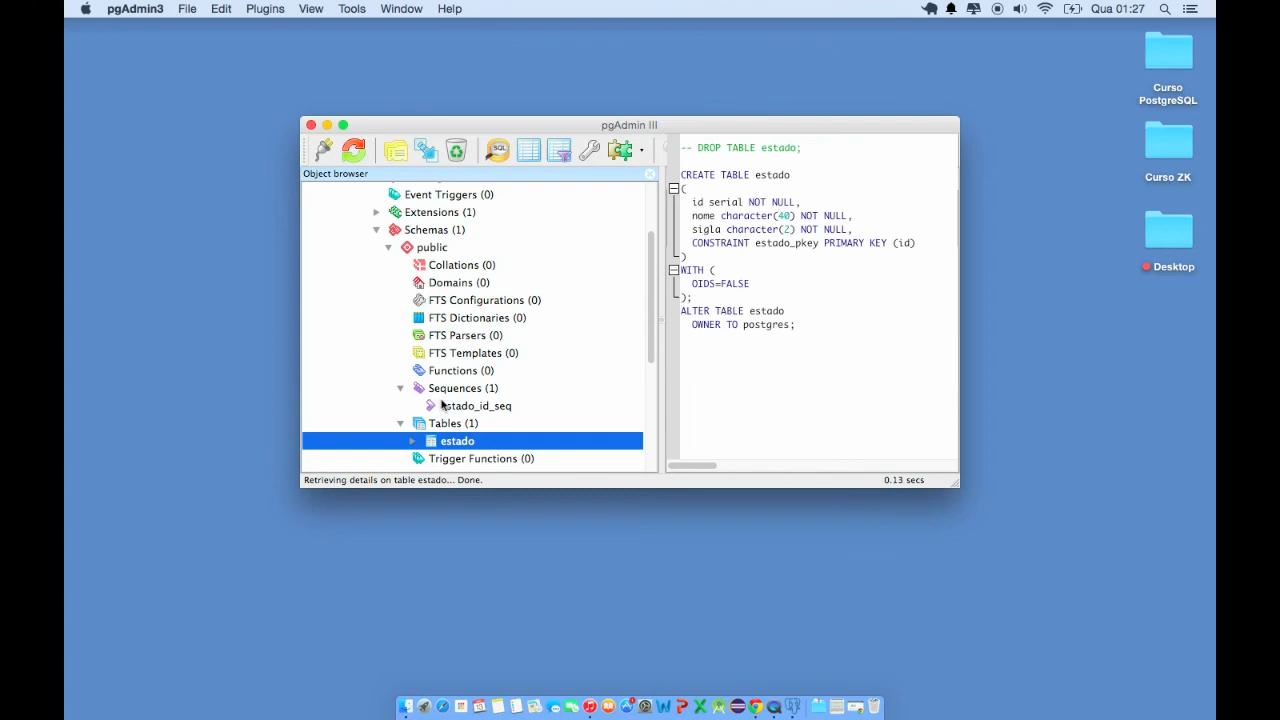 pgAdmin3 File Edit Plugins View Tools Window Help Qua 01:27
Curso
PostgreSQL
Curso ZK
Desktop
pgAdmin III
SQL
Object browser
Event Triggers (0)
Extensions (1)
Schemas (1)
public
Collations (0)
Domains (0)
FTS Configurations (0)
FTS Dictionaries (0)
FTS Parsers (0)
FTS Templates (0)
Functions (0)
Sequences (1)
estado_id_seq
Tables (1)
estado
Trigger Functions (0)
-- DROP TABLE estado;
CREATE TABLE estado
(
id serial NOT NULL,
nome character(40) NOT NULL,
sigla character(2) NOT NULL,
CONSTRAINT estado_pkey PRIMARY KEY (id)
)
WITH (
OIDS=FALSE
);
ALTER TABLE estado
OWNER TO postgres;
Retrieving details on table estado... Done. 0.13 secs